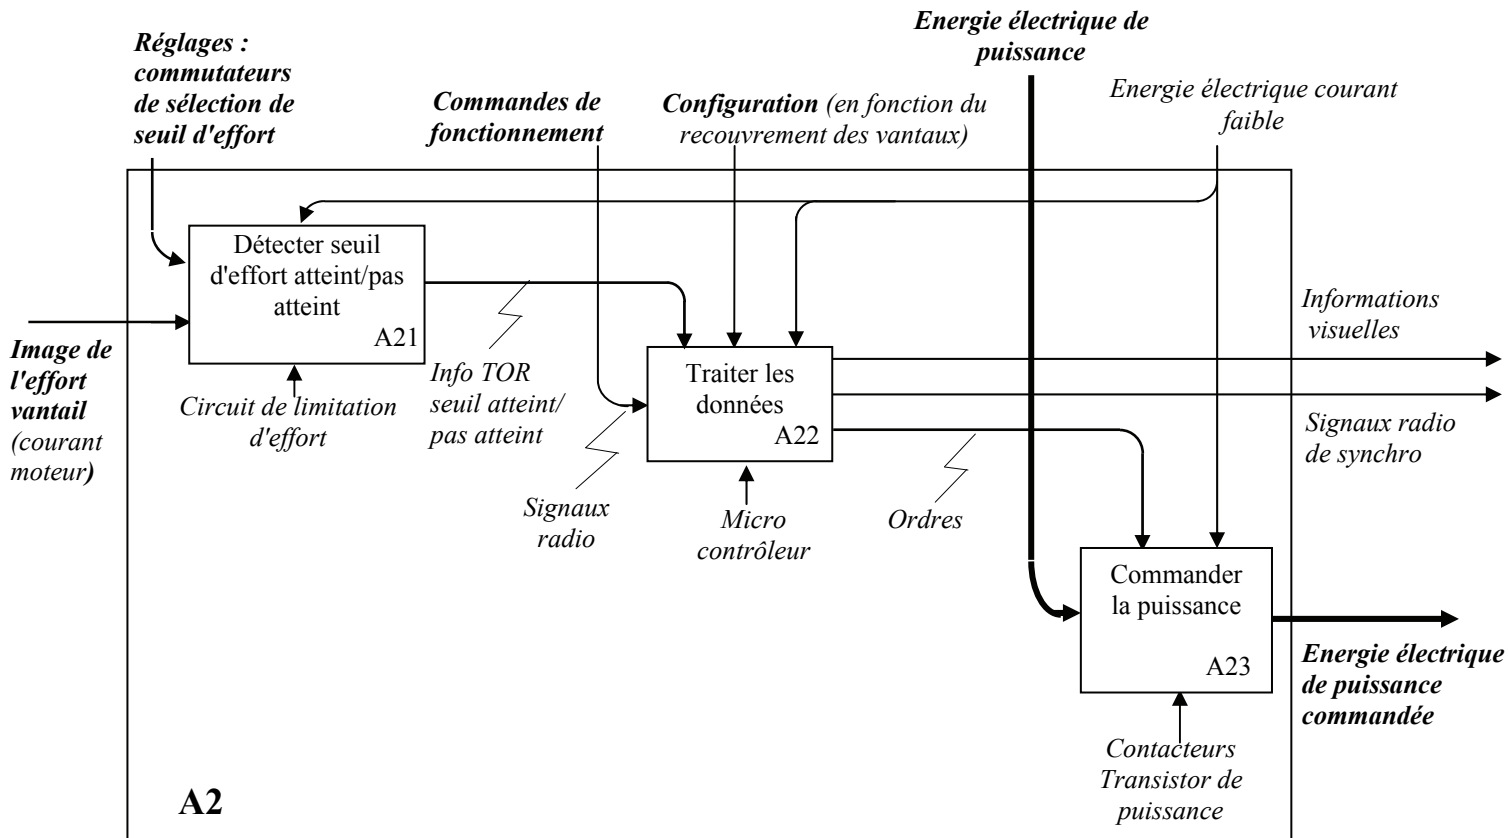 Energie électrique de
puissance
Réglages :
commutateurs
de sélection de
seuil d'effort
Commandes de
fonctionnement
Configuration (en fonction du
recouvrement des vantaux)
Energie électrique courant
faible
Détecter seuil
d'effort atteint/pas
atteint
A21
Image de
l'effort
vantail
(courant
moteur)
Circuit de limitation
d'effort
Info TOR
seuil atteint/
pas atteint
Traiter les
données
A22
Informations
visuelles
Signaux radio
de synchro
Signaux
radio
Micro
contrôleur
Ordres
Commander
la puissance
A23
Energie électrique
de puissance
commandée
Contacteurs
Transistor de
puissance
A2